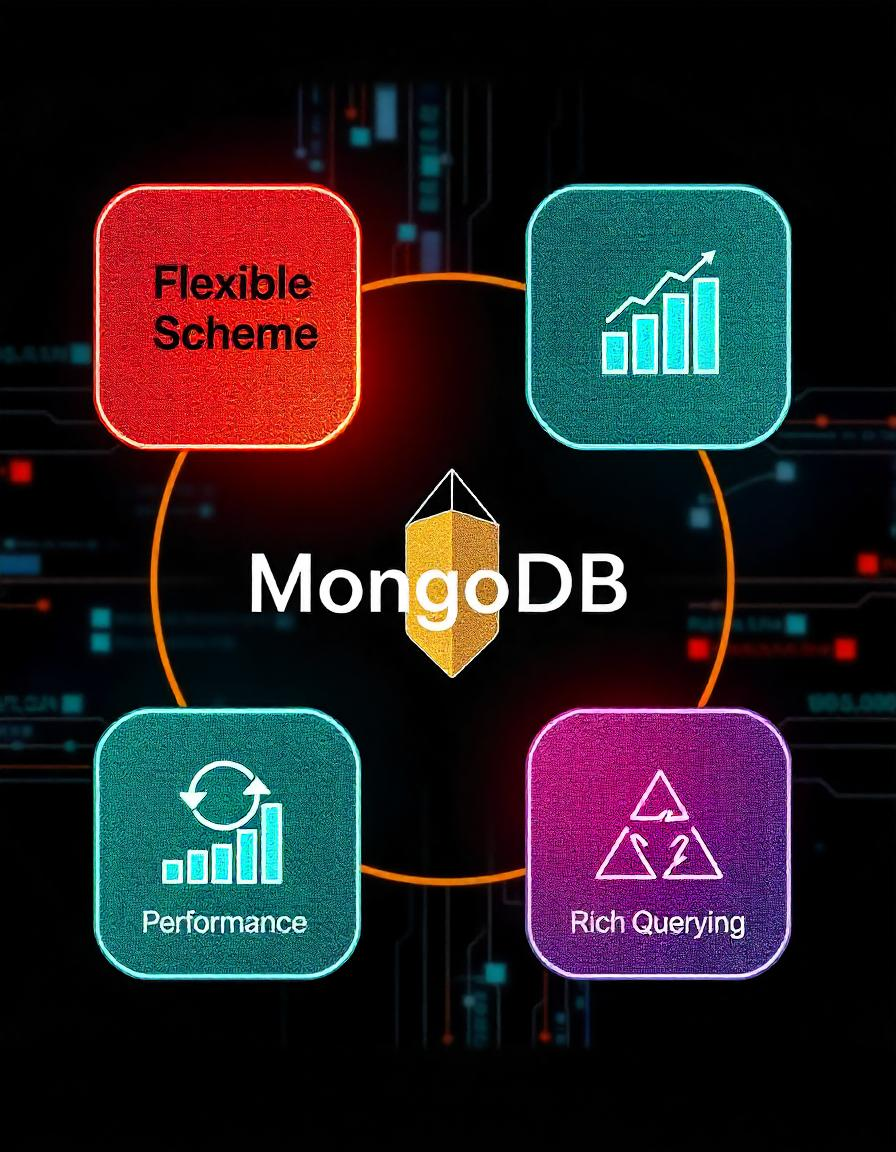 Flexible
Scheme
MongoDB
Performance
Rich Querying